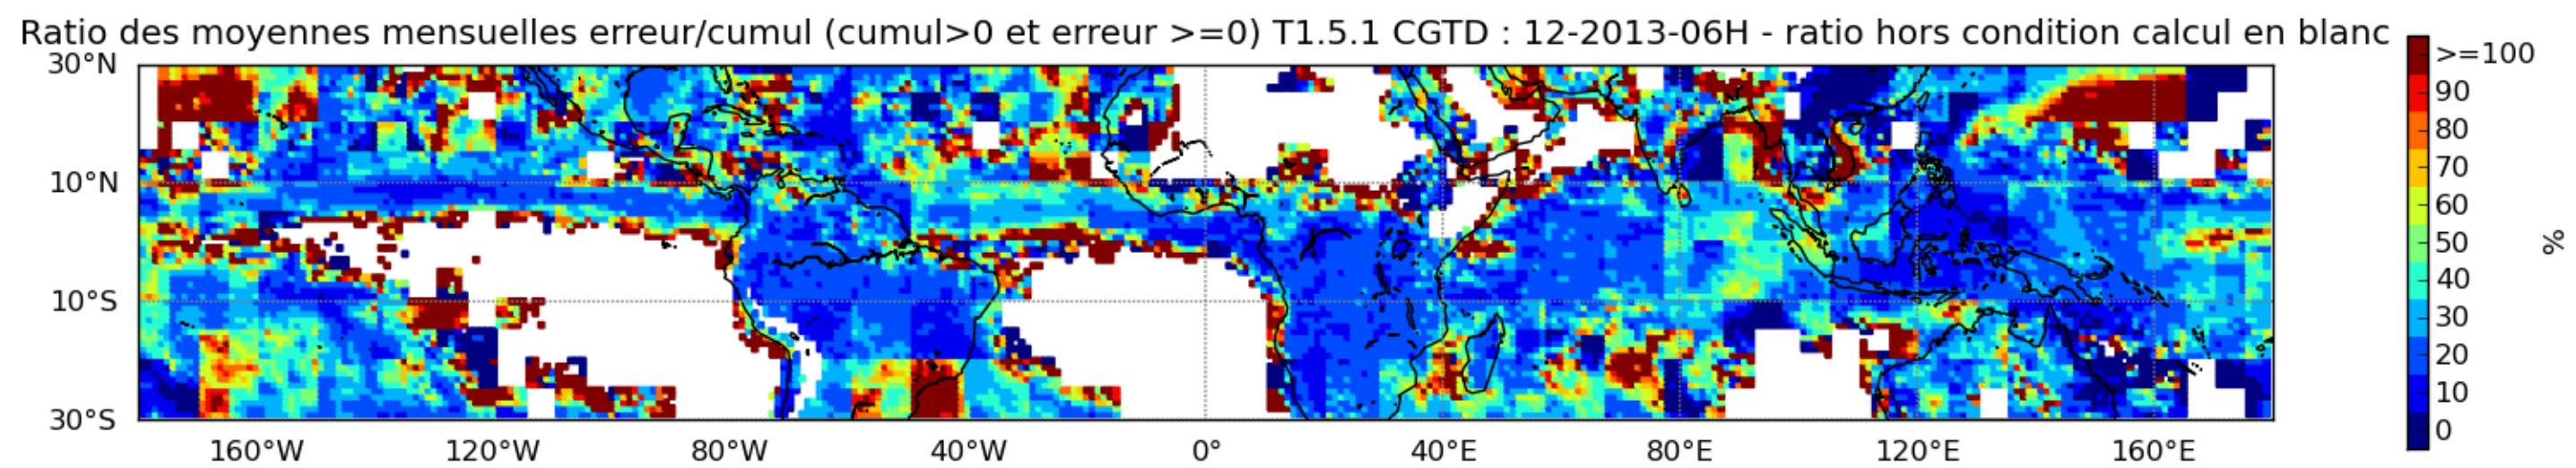 Ratio des moyennes mensuelles erreur/cumul (cumul>0 et erreur >=0) T1.5.1 CGTD : 12-2013-06H - ratio hors condition calcul en blanc
30°N
10°N
10°S
30°S
160°W 120°W 80°W 40°W 0° 40°E 80°E 120°E 160°E
>=100
90
80
70
60
50
40
30
20
10
0
%